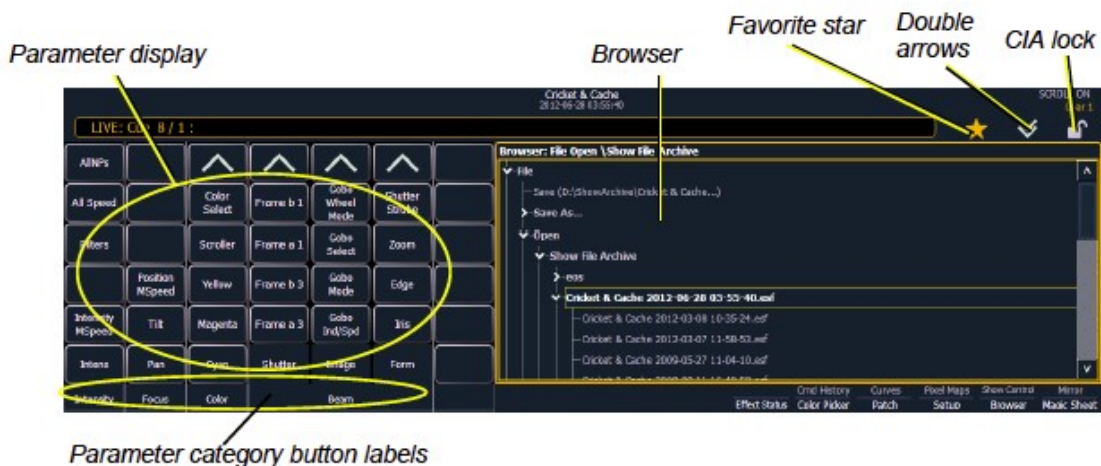 Favorite star
Double arrows
CIA lock
Parameter display
Browser
Cricket & Cache
2012-06-28 03:55:40
SCROLL ON
User 1
LIVE: Cue 8 / 1 :
Browser: File Open \Show File Archive
AllNPs
All Speed
Color Select
Frame b 1
Gobo Wheel Mode
Shutter Strobe
Filters
Scroller
Frame a 1
Gobo Select
Zoom
Position MSpeed
Yellow
Frame b 3
Gobo Mode
Edge
Intensity MSpeed
Tilt
Magenta
Frame a 3
Gobo Ind/Spd
Iris
Intens
Pan
Cyan
Shutter
Image
Form
Intensity
Focus
Color
Beam
File
Save (D:\ShowArchive\Cricket & Cache...)
Save As...
Open
Show File Archive
eos
Cricket & Cache 2012-06-28 03-55-40.esf
Cricket & Cache 2012-03-08 10-35-24.esf
Cricket & Cache 2012-03-07 11-58-53.esf
Cricket & Cache 2009-05-27 11-04-10.esf
Cmd History
Curves
Pixel Maps
Show Control
Mirror
Effect Status
Color Picker
Patch
Setup
Browser
Magic Sheet
Parameter category button labels